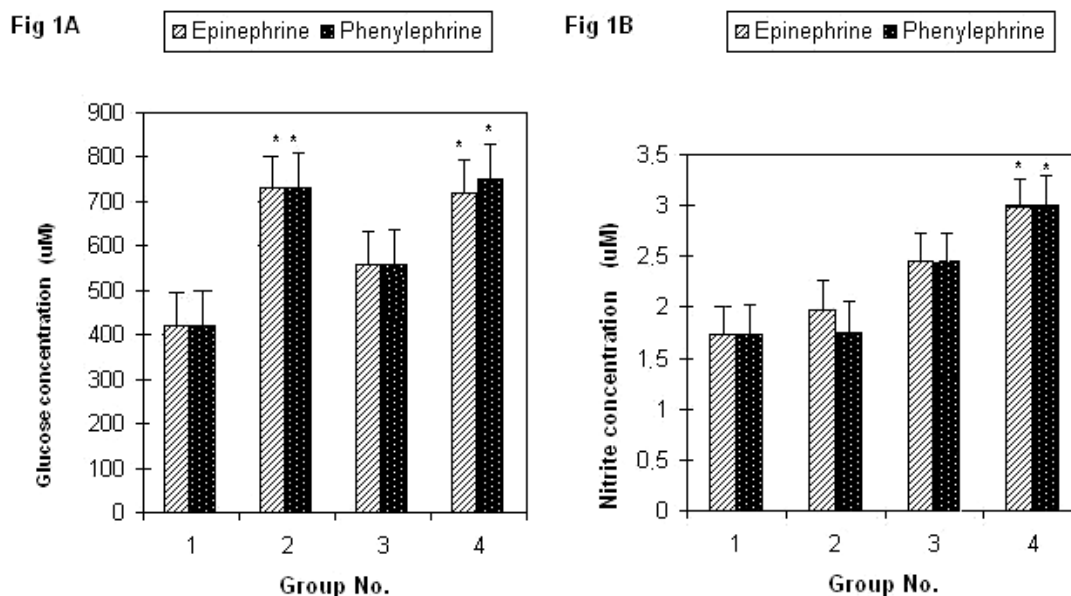 Fig 1A
Epinephrine Phenylephrine
Glucose concentration (uM)
900
800
700
600
500
400
300
200
100
0
* *
* *
1 2 3 4
Group No.
Fig 1B
Epinephrine Phenylephrine
Nitrite concentration (uM)
3.5
3
2.5
2
1.5
1
0.5
0
* *
1 2 3 4
Group No.